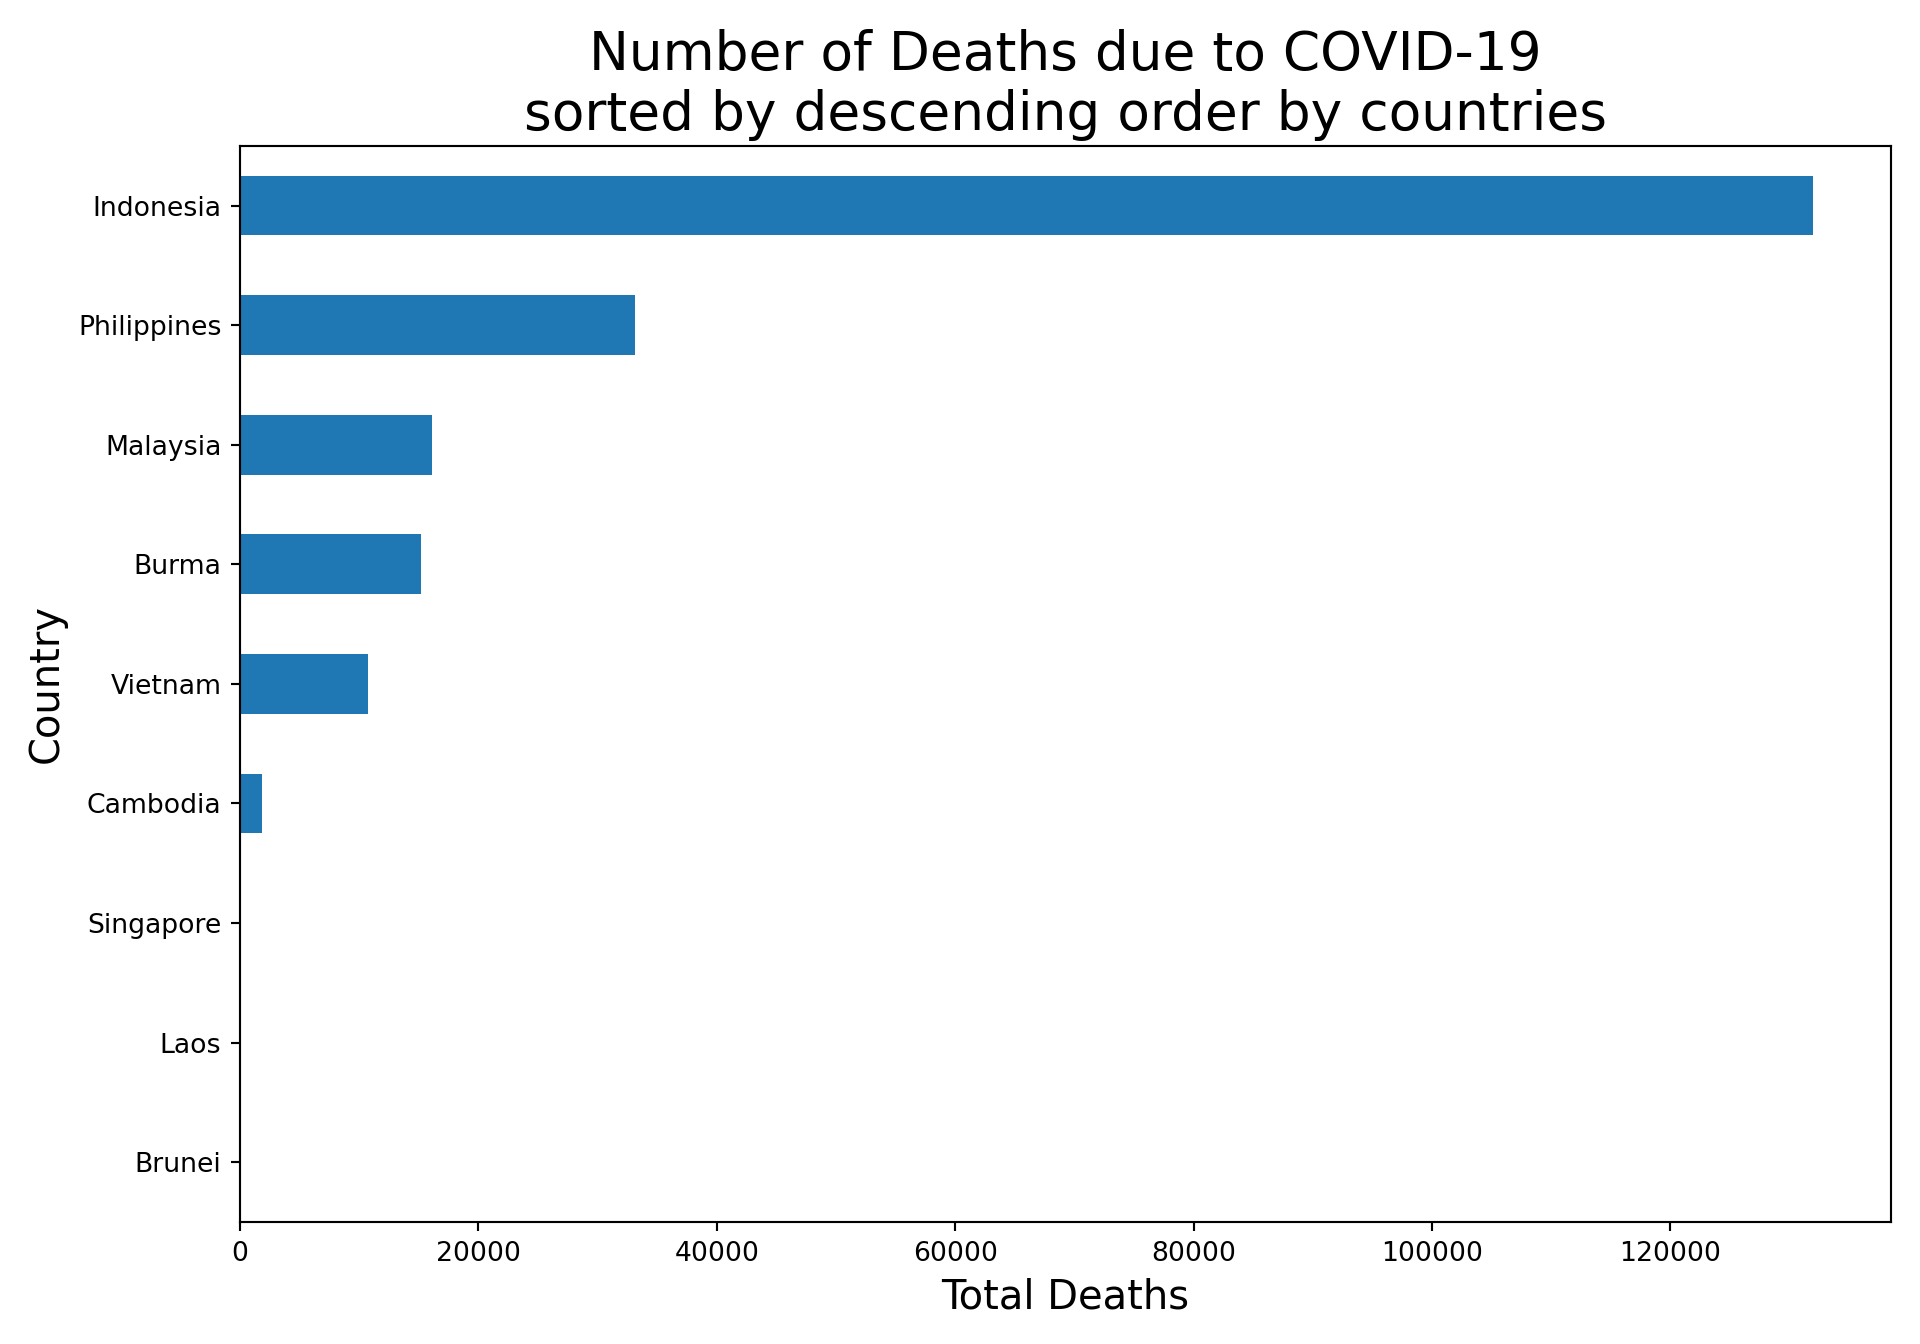 Number of Deaths due to COVID-19
sorted by descending order by countries
Country
Indonesia
Philippines
Malaysia
Burma
Vietnam
Cambodia
Singapore
Laos
Brunei
0 20000 40000 60000 80000 100000 120000
Total Deaths